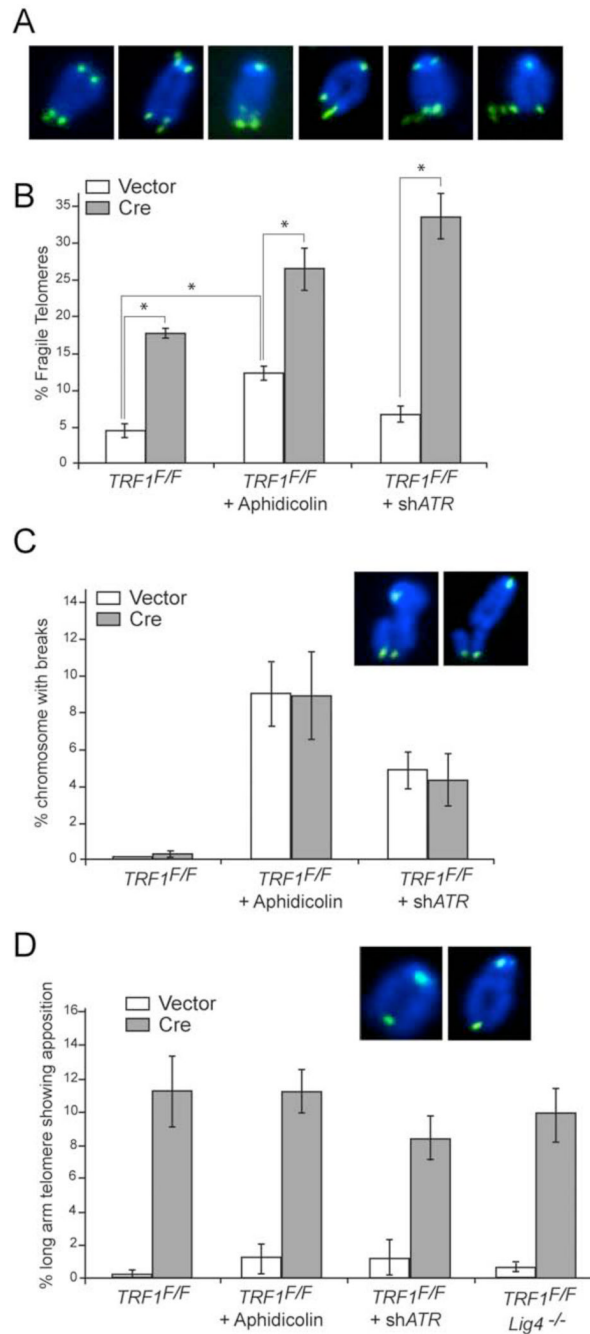 A
B
Vector
Cre
% Fragile Telomeres
35
30
25
20
15
10
5
0
*
*
*
*
TRF1F/F
TRF1F/F
+ Aphidicolin
TRF1F/F
+ shATR
C
Vector
Cre
% chromosome with breaks
14
12
10
8
6
4
2
0
TRF1F/F
TRF1F/F
+ Aphidicolin
TRF1F/F
+ shATR
D
Vector
Cre
% long arm telomere showing apposition
16
14
12
10
8
6
4
2
0
TRF1F/F
TRF1F/F
+ Aphidicolin
TRF1F/F
+ shATR
TRF1F/F
Lig4 -/-